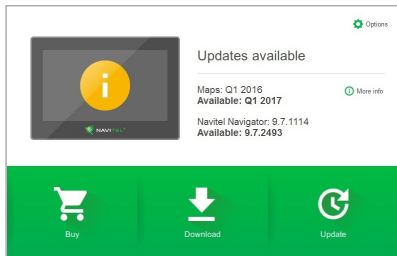 Options
Updates available
Maps: Q1 2016
Available: Q1 2017
More info
Navitel Navigator: 9.7.1114
Available: 9.7.2493
NAVITEL
Buy
Download
Update